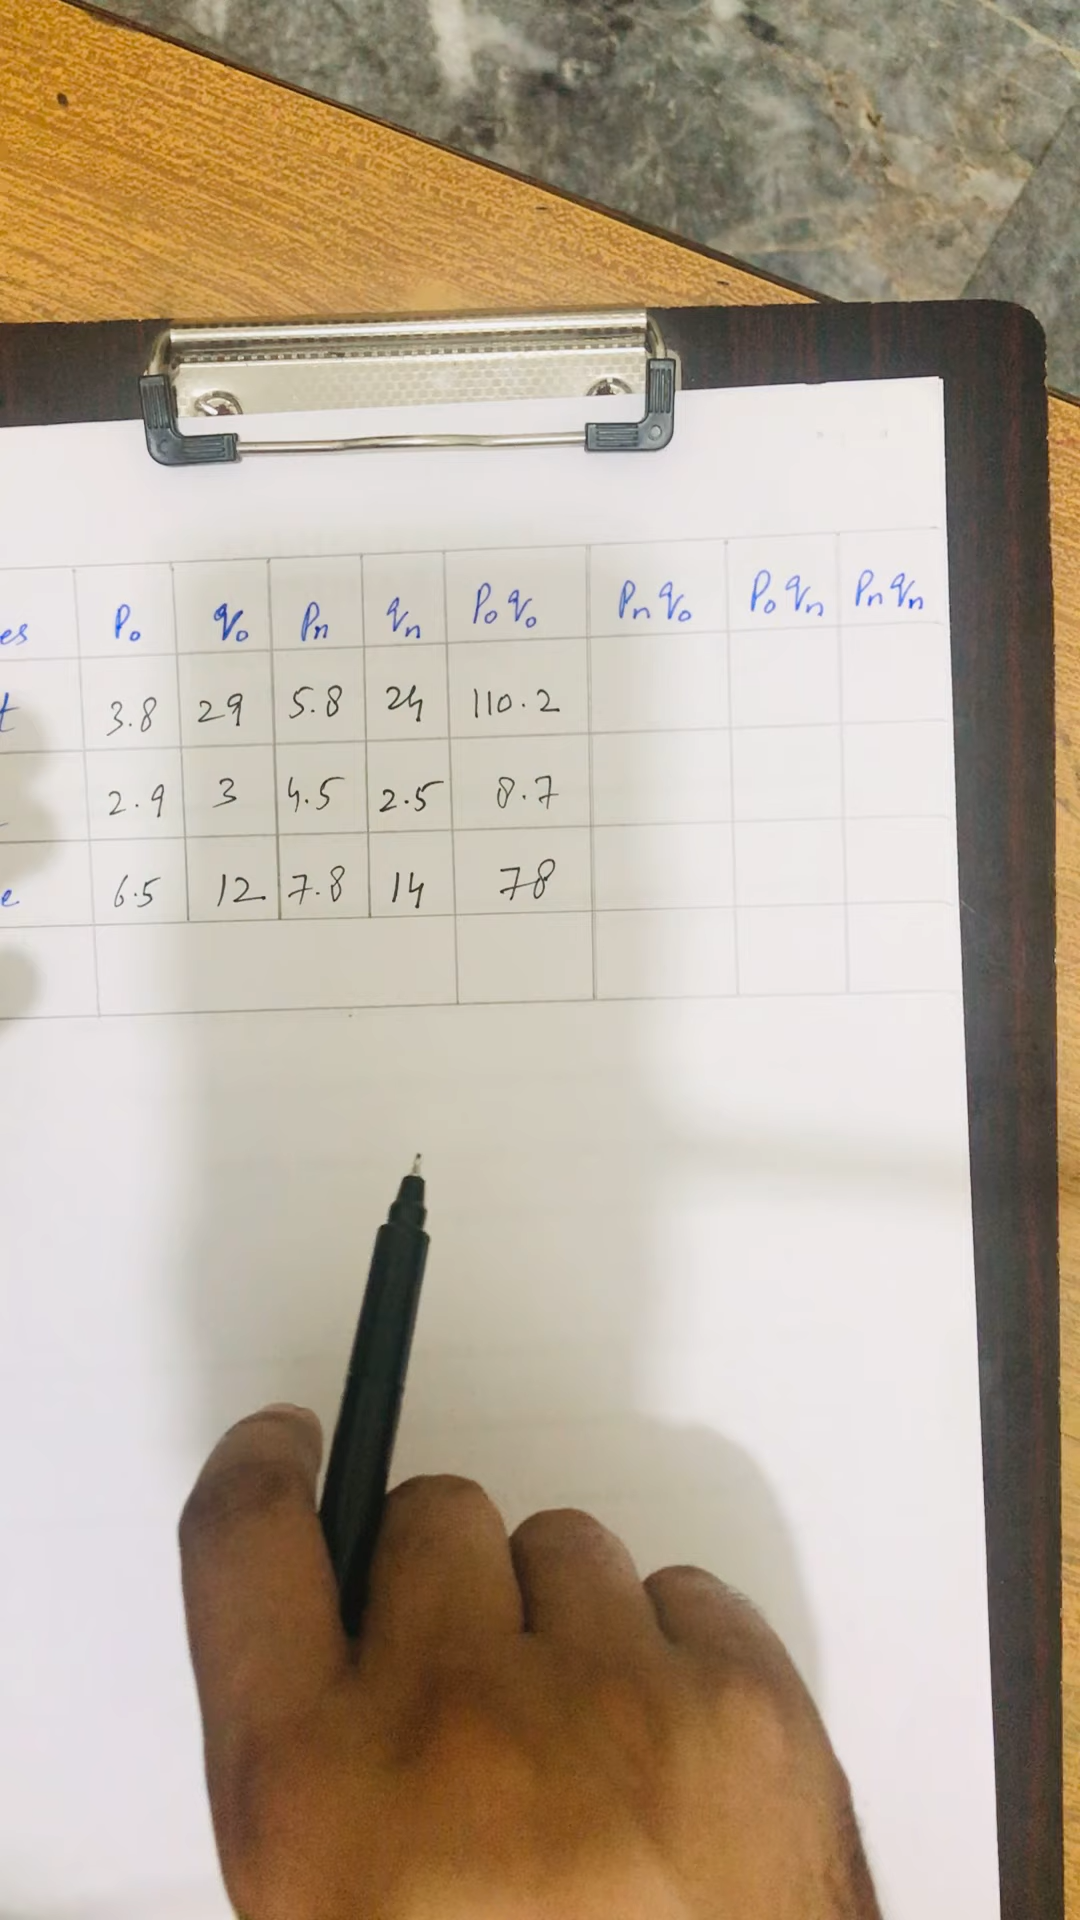 es P₀ q₀ Pₙ qₙ P₀q₀ Pₙq₀ P₀qₙ Pₙqₙ
t 3.8 29 5.8 24 110.2
2.9 3 4.5 2.5 8.7
e 6.5 12 7.8 14 78